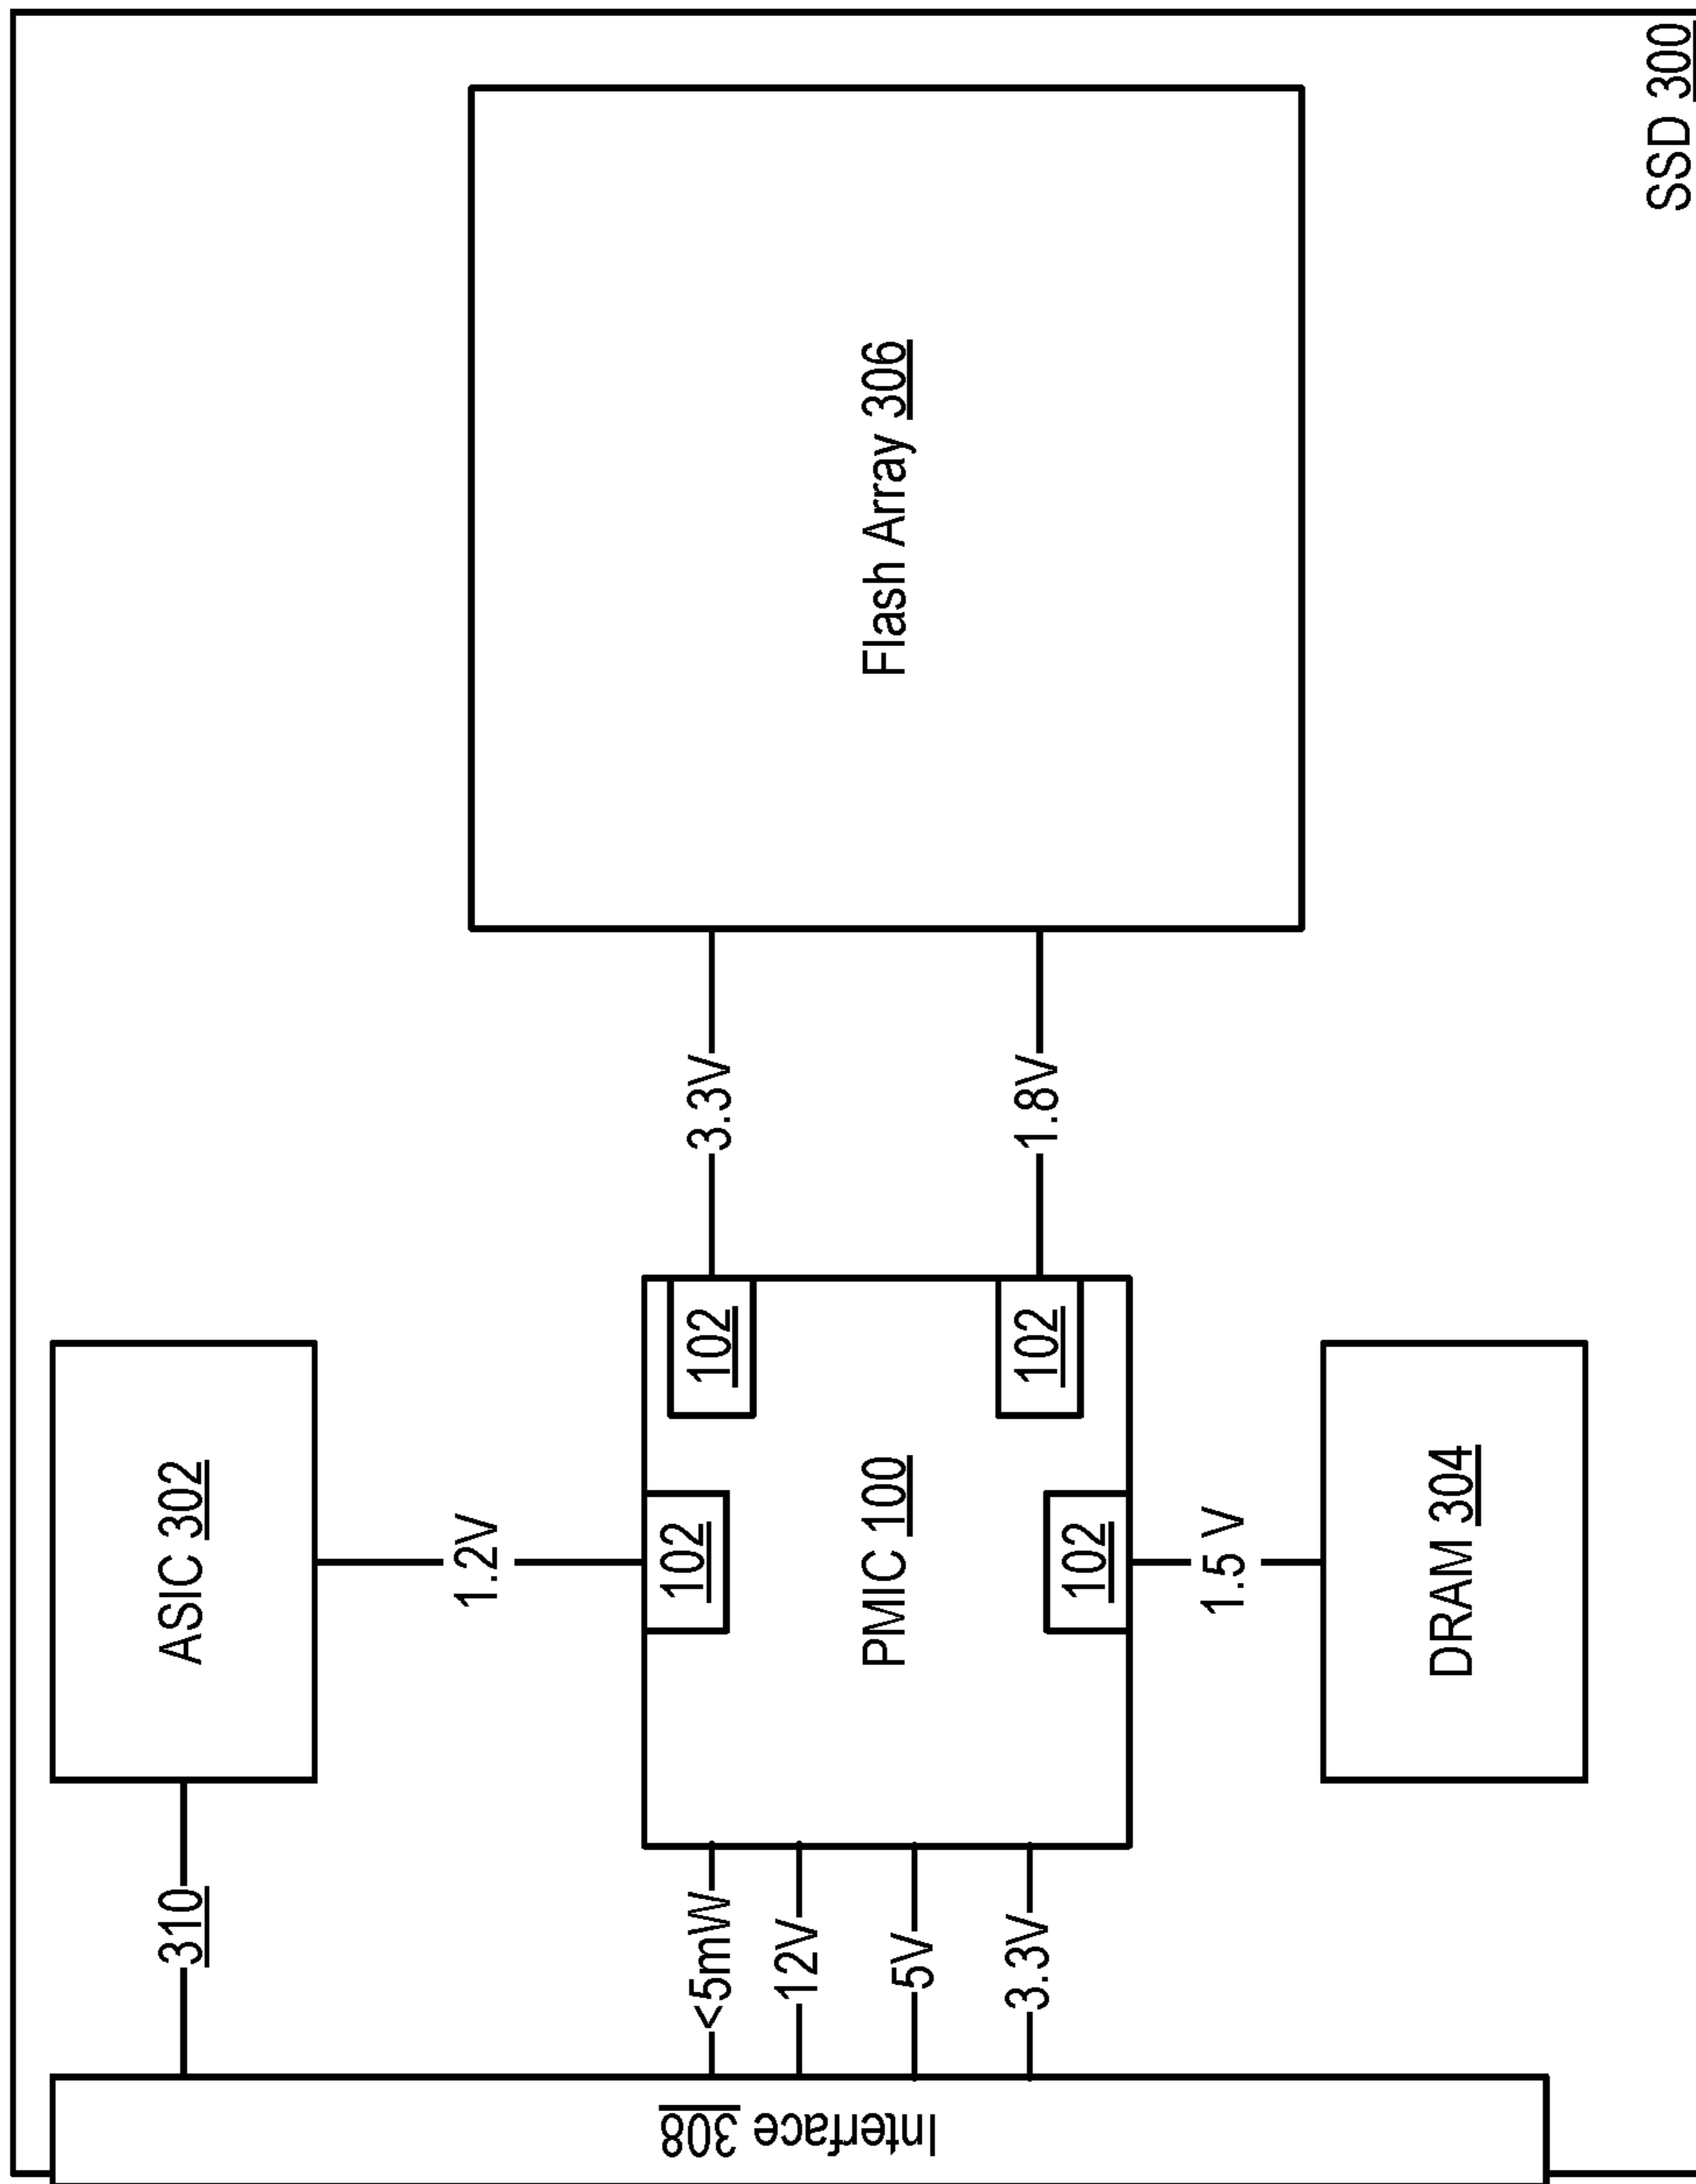 310
ASIC 302
1.2V
102
<5mW
102
3.3V
Interface 308
12V
PMIC 100
Flash Array 306
5V
3.3V
102
1.8V
102
1.5 V
DRAM 304
SSD 300